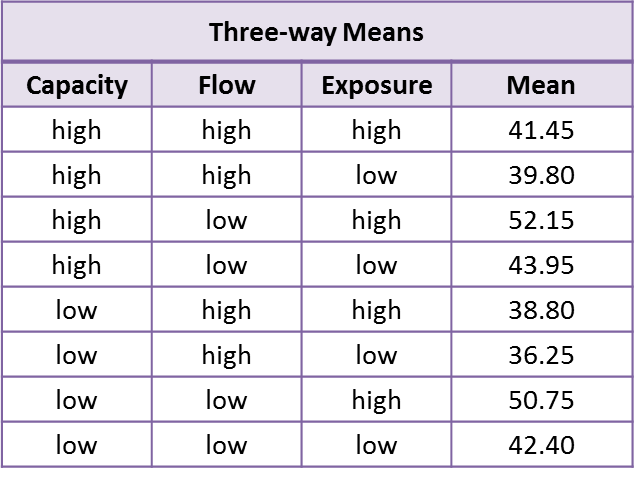 Three-way Means
Capacity Flow Exposure Mean
high high high 41.45
high high low 39.80
high low high 52.15
high low low 43.95
low high high 38.80
low high low 36.25
low low high 50.75
low low low 42.40